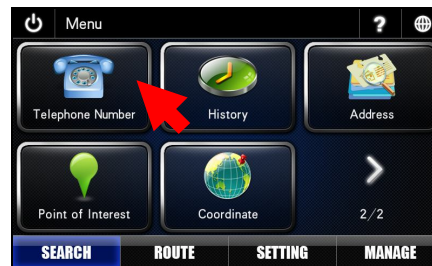 Menu
?
Telephone Number
History
Address
Point of Interest
Coordinate
2/2
SEARCH
ROUTE
SETTING
MANAGE